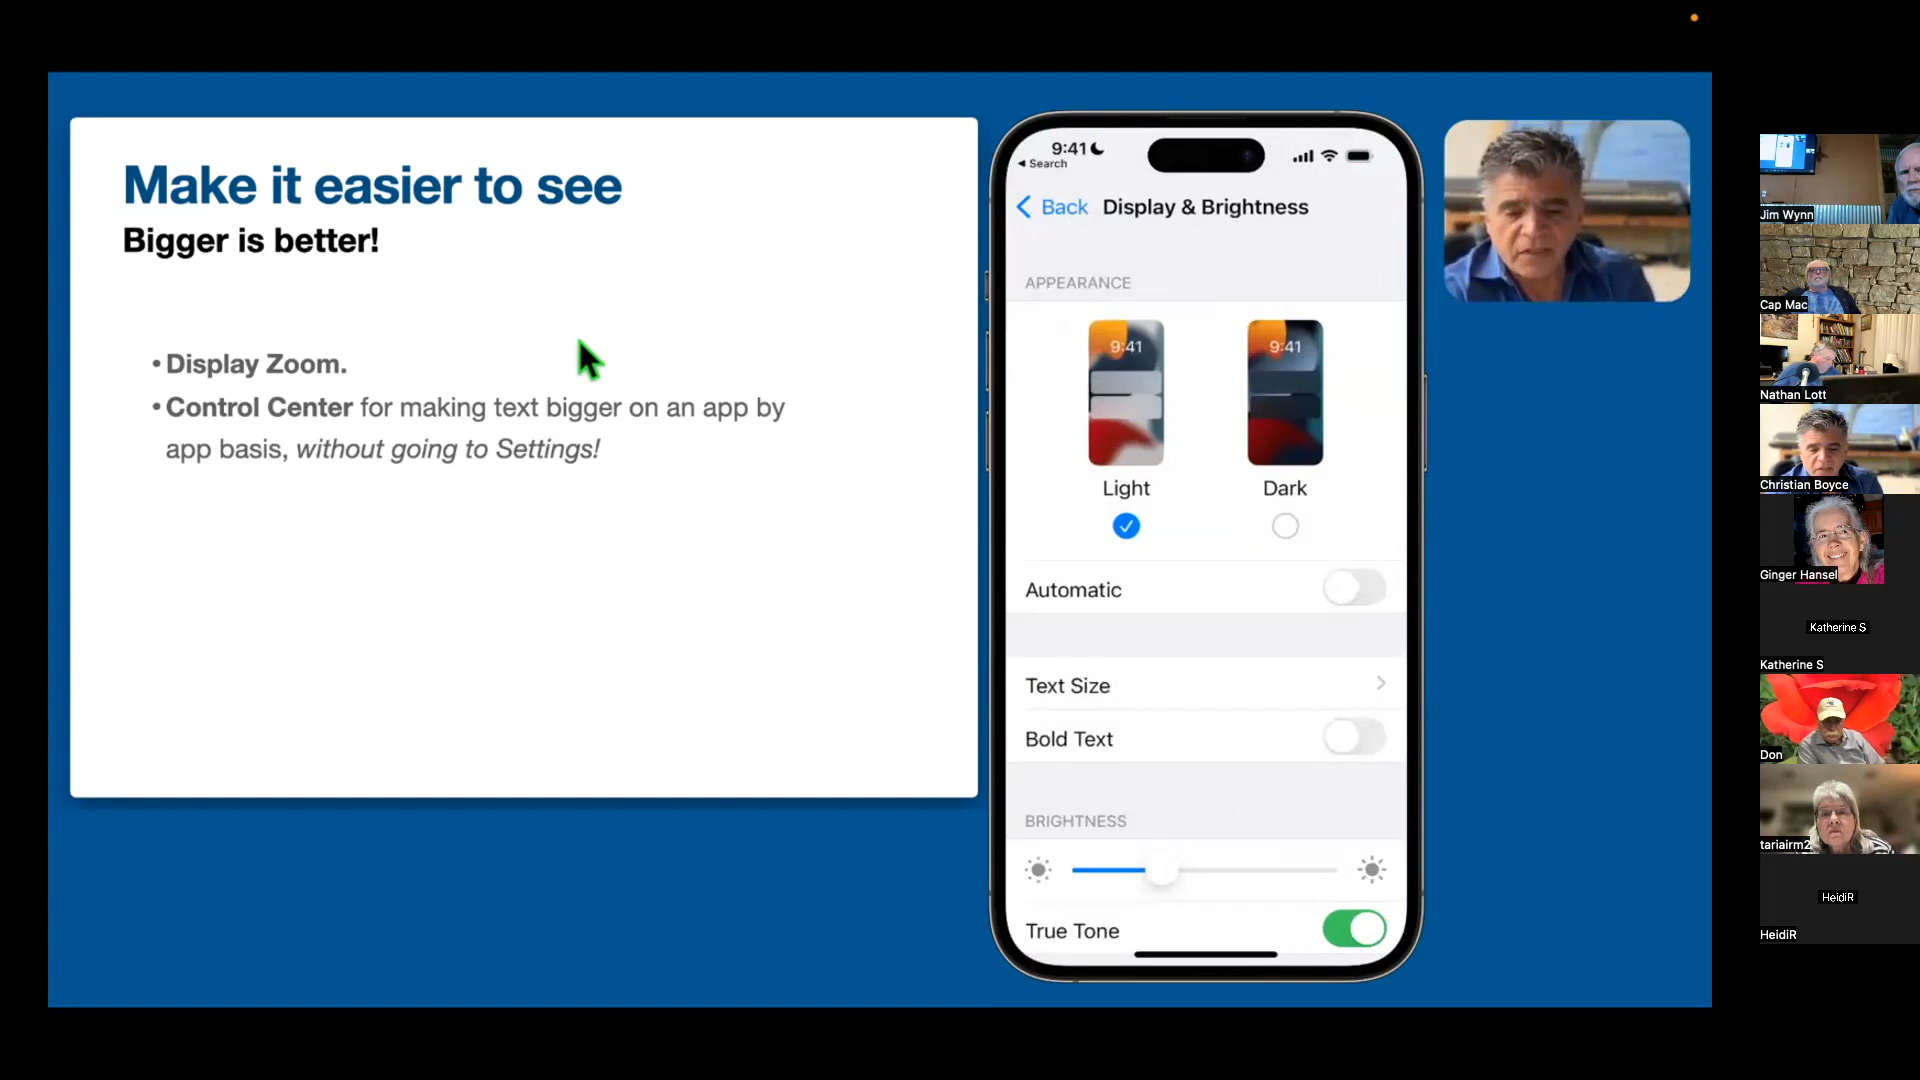 Make it easier to see
Bigger is better!
• Display Zoom.
• Control Center for making text bigger on an app by
app basis, without going to Settings!
9:41
Search
Back Display & Brightness
APPEARANCE
9:41 9:41
Light Dark
Automatic
Text Size
Bold Text
BRIGHTNESS
True Tone
Jim Wynn
Cap Mac
Nathan Lott
Christian Boyce
Ginger Hansel
Katherine S
Katherine S
Don
tariairm2
HeidiR
HeidiR